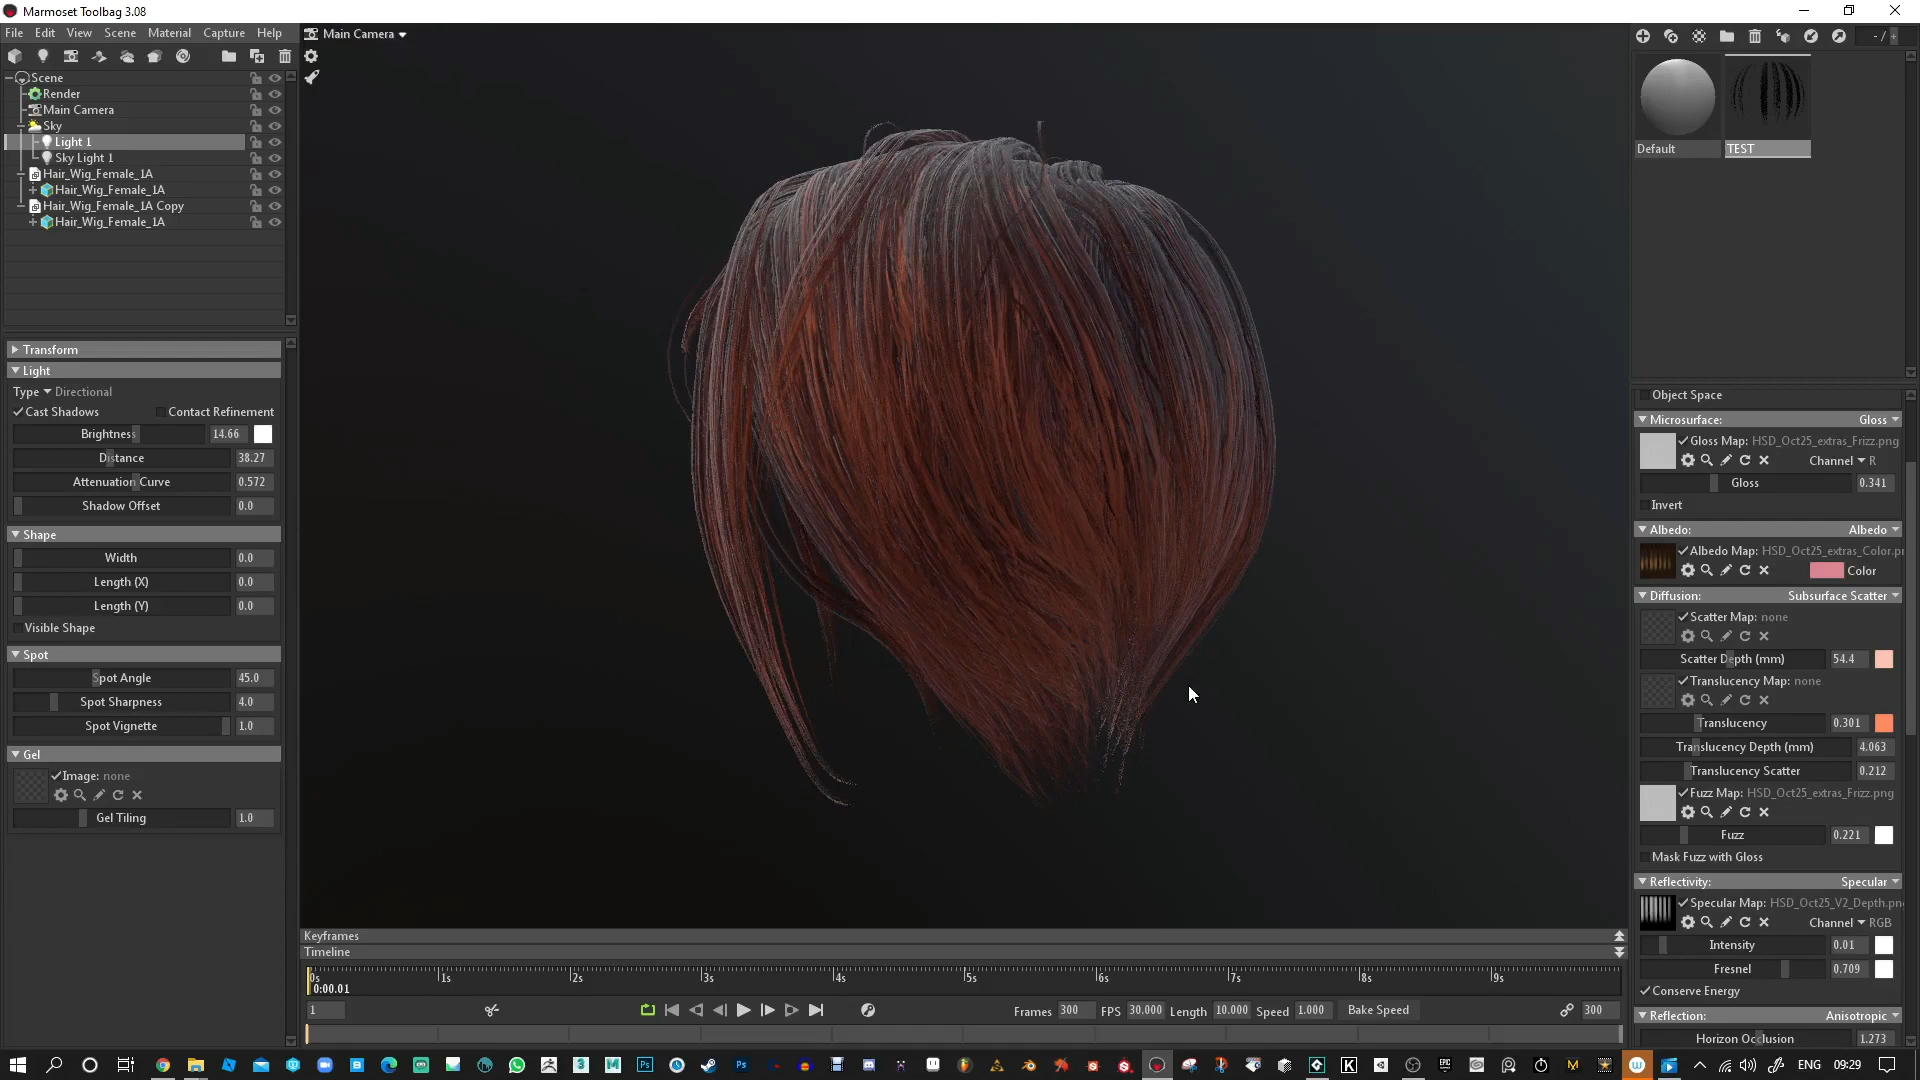 Marmoset Toolbag 3.08
File Edit View Scene Material Capture Help
Main Camera
Scene
Render
Main Camera
Sky
Light 1
Sky Light 1
Hair_Wig_Female_1A
Hair_Wig_Female_1A
Hair_Wig_Female_1A Copy
Hair_Wig_Female_1A
Transform
Light
Type Directional
Cast Shadows Contact Refinement
Brightness 14.66
Distance 38.27
Attenuation Curve 0.572
Shadow Offset 0.0
Shape
Width 0.0
Length (X) 0.0
Length (Y) 0.0
Visible Shape
Spot
Spot Angle 45.0
Spot Sharpness 4.0
Spot Vignette 1.0
Gel
Image: none
Gel Tiling 1.0
Keyframes
Timeline
0s 1s 2s 3s 4s 5s 6s 7s 8s 9s
0:00.01
1 Frames 300 FPS 30.000 Length 10.000 Speed 1.000 Bake Speed 300
- / +
Default TEST
Object Space
Microsurface: Gloss
Gloss Map: HSD_Oct25_extras_Frizz.png
Channel R
Gloss 0.341
Invert
Albedo: Albedo
Albedo Map: HSD_Oct25_extras_Color.pr
Color
Diffusion: Subsurface Scatter
Scatter Map: none
Scatter Depth (mm) 54.4
Translucency Map: none
Translucency 0.301
Translucency Depth (mm) 4.063
Translucency Scatter 0.212
Fuzz Map: HSD_Oct25_extras_Frizz.png
Fuzz 0.221
Mask Fuzz with Gloss
Reflectivity: Specular
Specular Map: HSD_Oct25_V2_Depth.pn
Channel RGB
Intensity 0.01
Fresnel 0.709
Conserve Energy
Reflection: Anisotropic
Horizon Occlusion 1.273
ENG 09:29